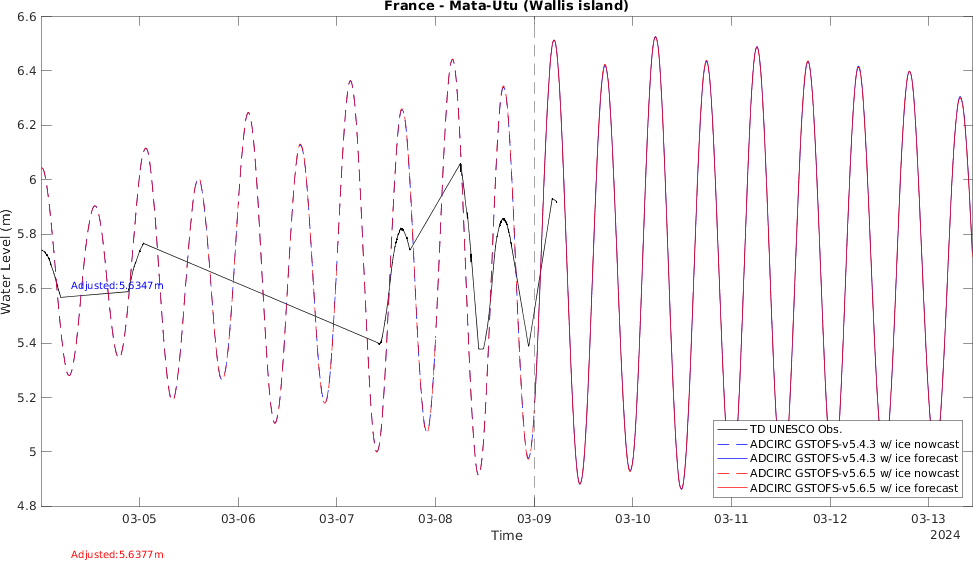 France - Mata-Utu (Wallis island)
6.6
6.4
6.2
6
5.8
5.6
5.4
5.2
5
4.8
Water Level (m)
Adjusted:5.6347m
TD UNESCO Obs.
ADCIRC GSTOFS-v5.4.3 w/ ice nowcast
ADCIRC GSTOFS-v5.4.3 w/ ice forecast
ADCIRC GSTOFS-v5.6.5 w/ ice nowcast
ADCIRC GSTOFS-v5.6.5 w/ ice forecast
03-05 03-06 03-07 03-08 03-09 03-10 03-11 03-12 03-13
Time
2024
Adjusted:5.6377m